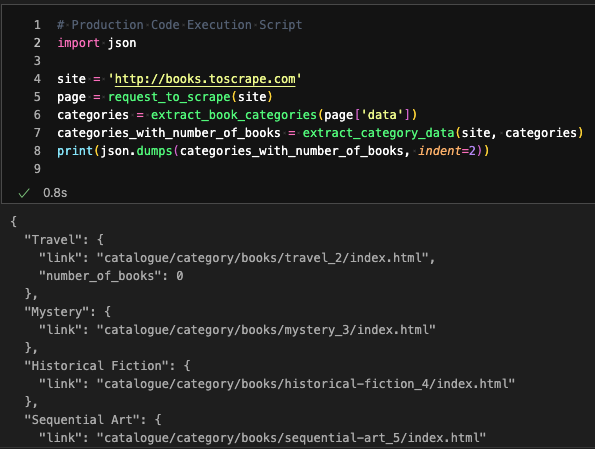 1 # Production Code Execution Script
2 import json
3
4 site = 'http://books.toscrape.com'
5 page = request_to_scrape(site)
6 categories = extract_book_categories(page['data'])
7 categories_with_number_of_books = extract_category_data(site, categories)
8 print(json.dumps(categories_with_number_of_books, indent=2))
9
✓ 0.8s
{
  "Travel": {
    "link": "catalogue/category/books/travel_2/index.html",
    "number_of_books": 0
  },
  "Mystery": {
    "link": "catalogue/category/books/mystery_3/index.html"
  },
  "Historical Fiction": {
    "link": "catalogue/category/books/historical-fiction_4/index.html"
  },
  "Sequential Art": {
    "link": "catalogue/category/books/sequential-art_5/index.html"